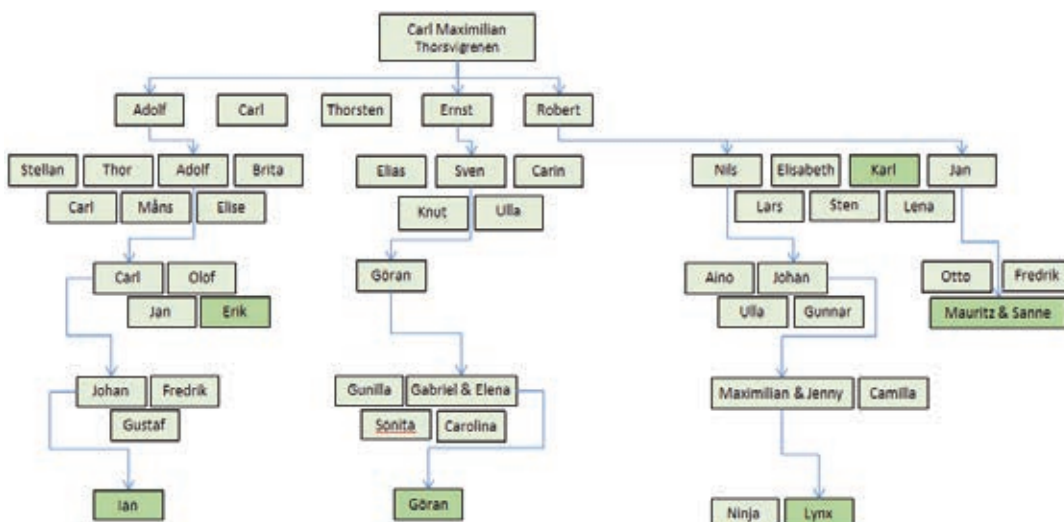 Carl Maximilian
Thorsvigrenen
Adolf Carl Thorsten Ernst Robert
Stellan Thor Adolf Brita Elias Sven Carin Nils Elisabeth Karl Jan
Carl Måns Elise Knut Ulla Lars Sten Lena
Carl Olof Göran Aino Johan Otto Fredrik
Jan Erik Ulla Gunnar Mauritz & Sanne
Johan Fredrik Gunilla Gabriel & Elena Maximilian & Jenny Camilla
Gustaf Sonita Carolina
Ian Göran Ninja Lynx